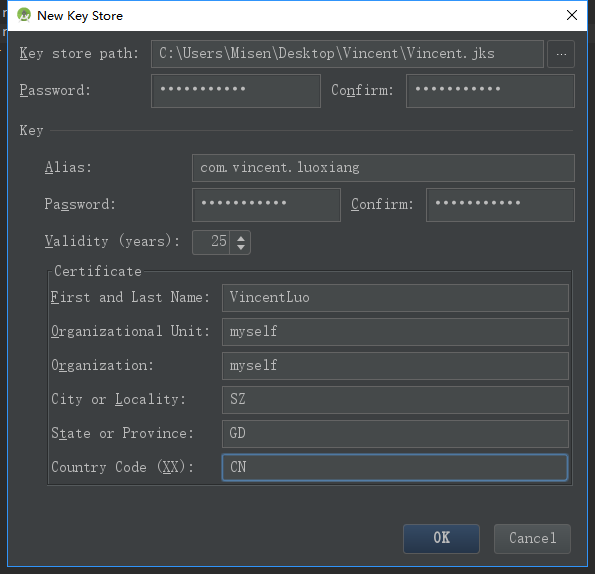 New Key Store
Key store path: C:\Users\Misen\Desktop\Vincent\Vincent.jks ...
Password: ••••••••••• Confirm: •••••••••••
Key
Alias: com.vincent.luoxiang
Password: ••••••••••• Confirm: •••••••••••
Validity (years): 25
Certificate
First and Last Name: VincentLuo
Organizational Unit: myself
Organization: myself
City or Locality: SZ
State or Province: GD
Country Code (XX): CN
OK Cancel